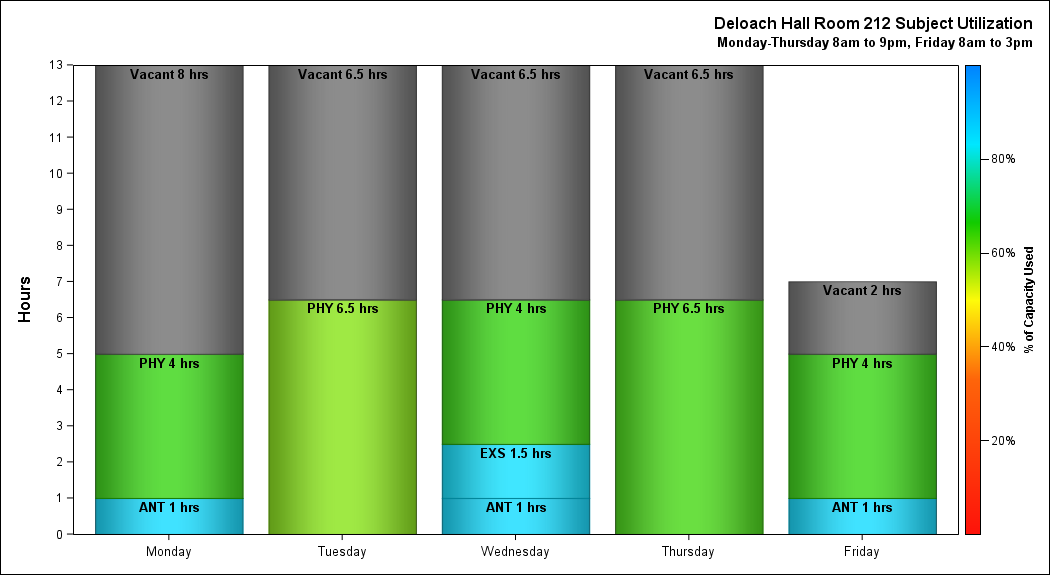 Deloach Hall Room 212 Subject Utilization
Monday-Thursday 8am to 9pm, Friday 8am to 3pm
Hours
13
12
11
10
9
8
7
6
5
4
3
2
1
0
Vacant 8 hrs
PHY 4 hrs
ANT 1 hrs
Vacant 6.5 hrs
PHY 6.5 hrs
Vacant 6.5 hrs
PHY 4 hrs
EXS 1.5 hrs
ANT 1 hrs
Vacant 6.5 hrs
PHY 6.5 hrs
Vacant 2 hrs
PHY 4 hrs
ANT 1 hrs
Monday
Tuesday
Wednesday
Thursday
Friday
80%
60%
40%
20%
% of Capacity Used